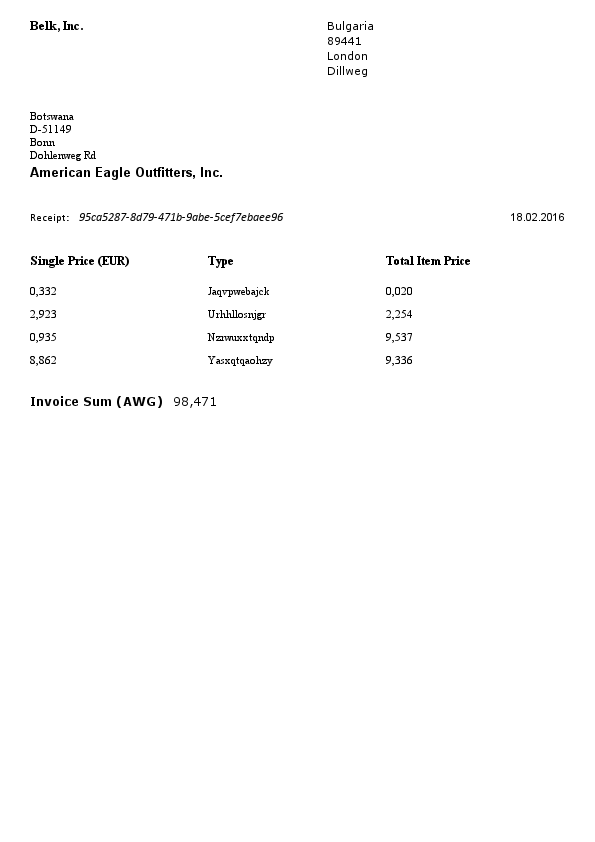 Belk, Inc.
Bulgaria
89441
London
Dillweg
Botswana
D-51149
Bonn
Dohlenweg Rd
American Eagle Outfitters, Inc.
Receipt: 95ca5287-8d79-471b-9abe-5cef7ebaee96 18.02.2016
Single Price (EUR) Type Total Item Price
0,332 Jaqvpwebajck 0,020
2,923 Urhhllosnjgr 2,254
0,935 Nznwuxxtqndp 9,537
8,862 Yasxqtqaohzy 9,336
Invoice Sum (AWG) 98,471